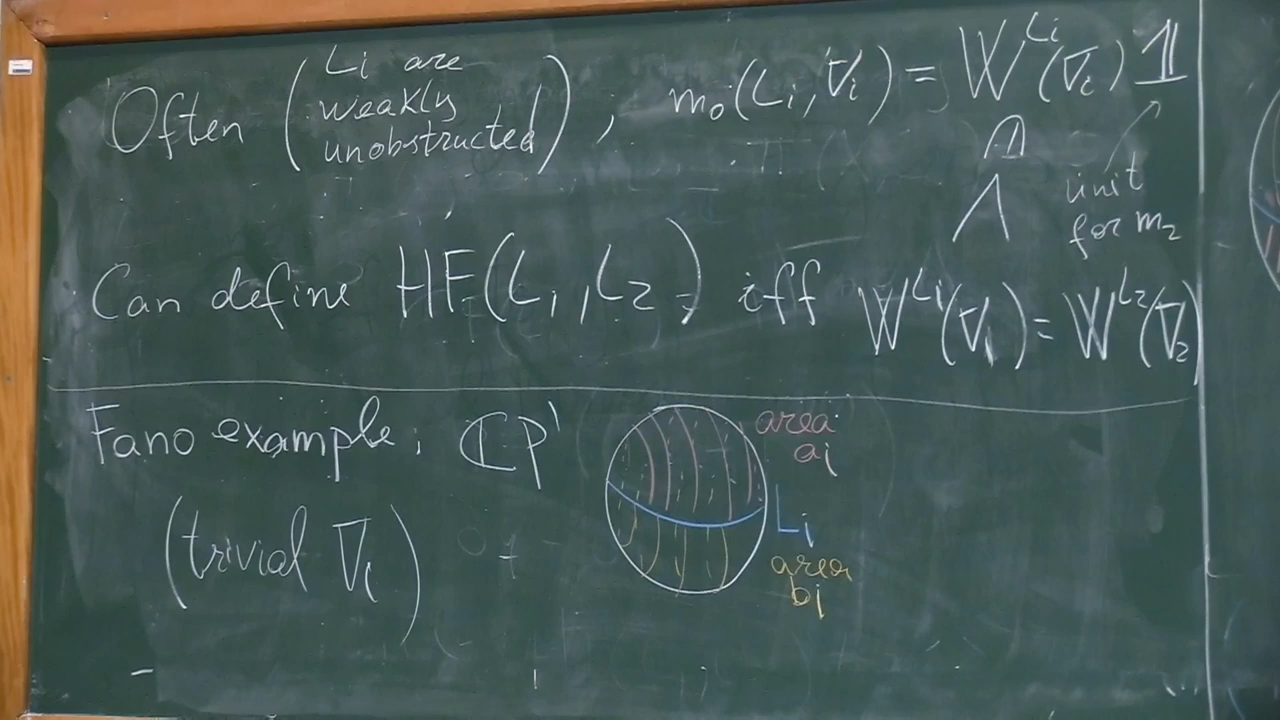 Often (Li are weakly unobstructed), m₀(Li, ∇i) = W^Li(∇i) 𝟙
∩
Λ
unit
for m₂
Can define HF(L₁, L₂) iff W^L₁(∇₁) = W^L₂(∇₂)
Fano example: ℂP¹
(trivial ∇i)
area
ai
Li
area
bi